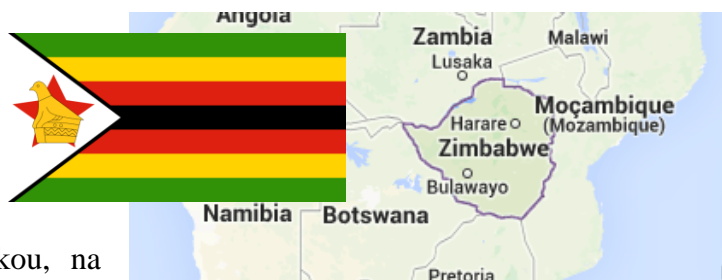 Angola
Zambia
Malawi
Lusaka
Moçambique
(Mozambique)
Harare
Zimbabwe
Bulawayo
Namibia
Botswana
kou, na
Pretoria